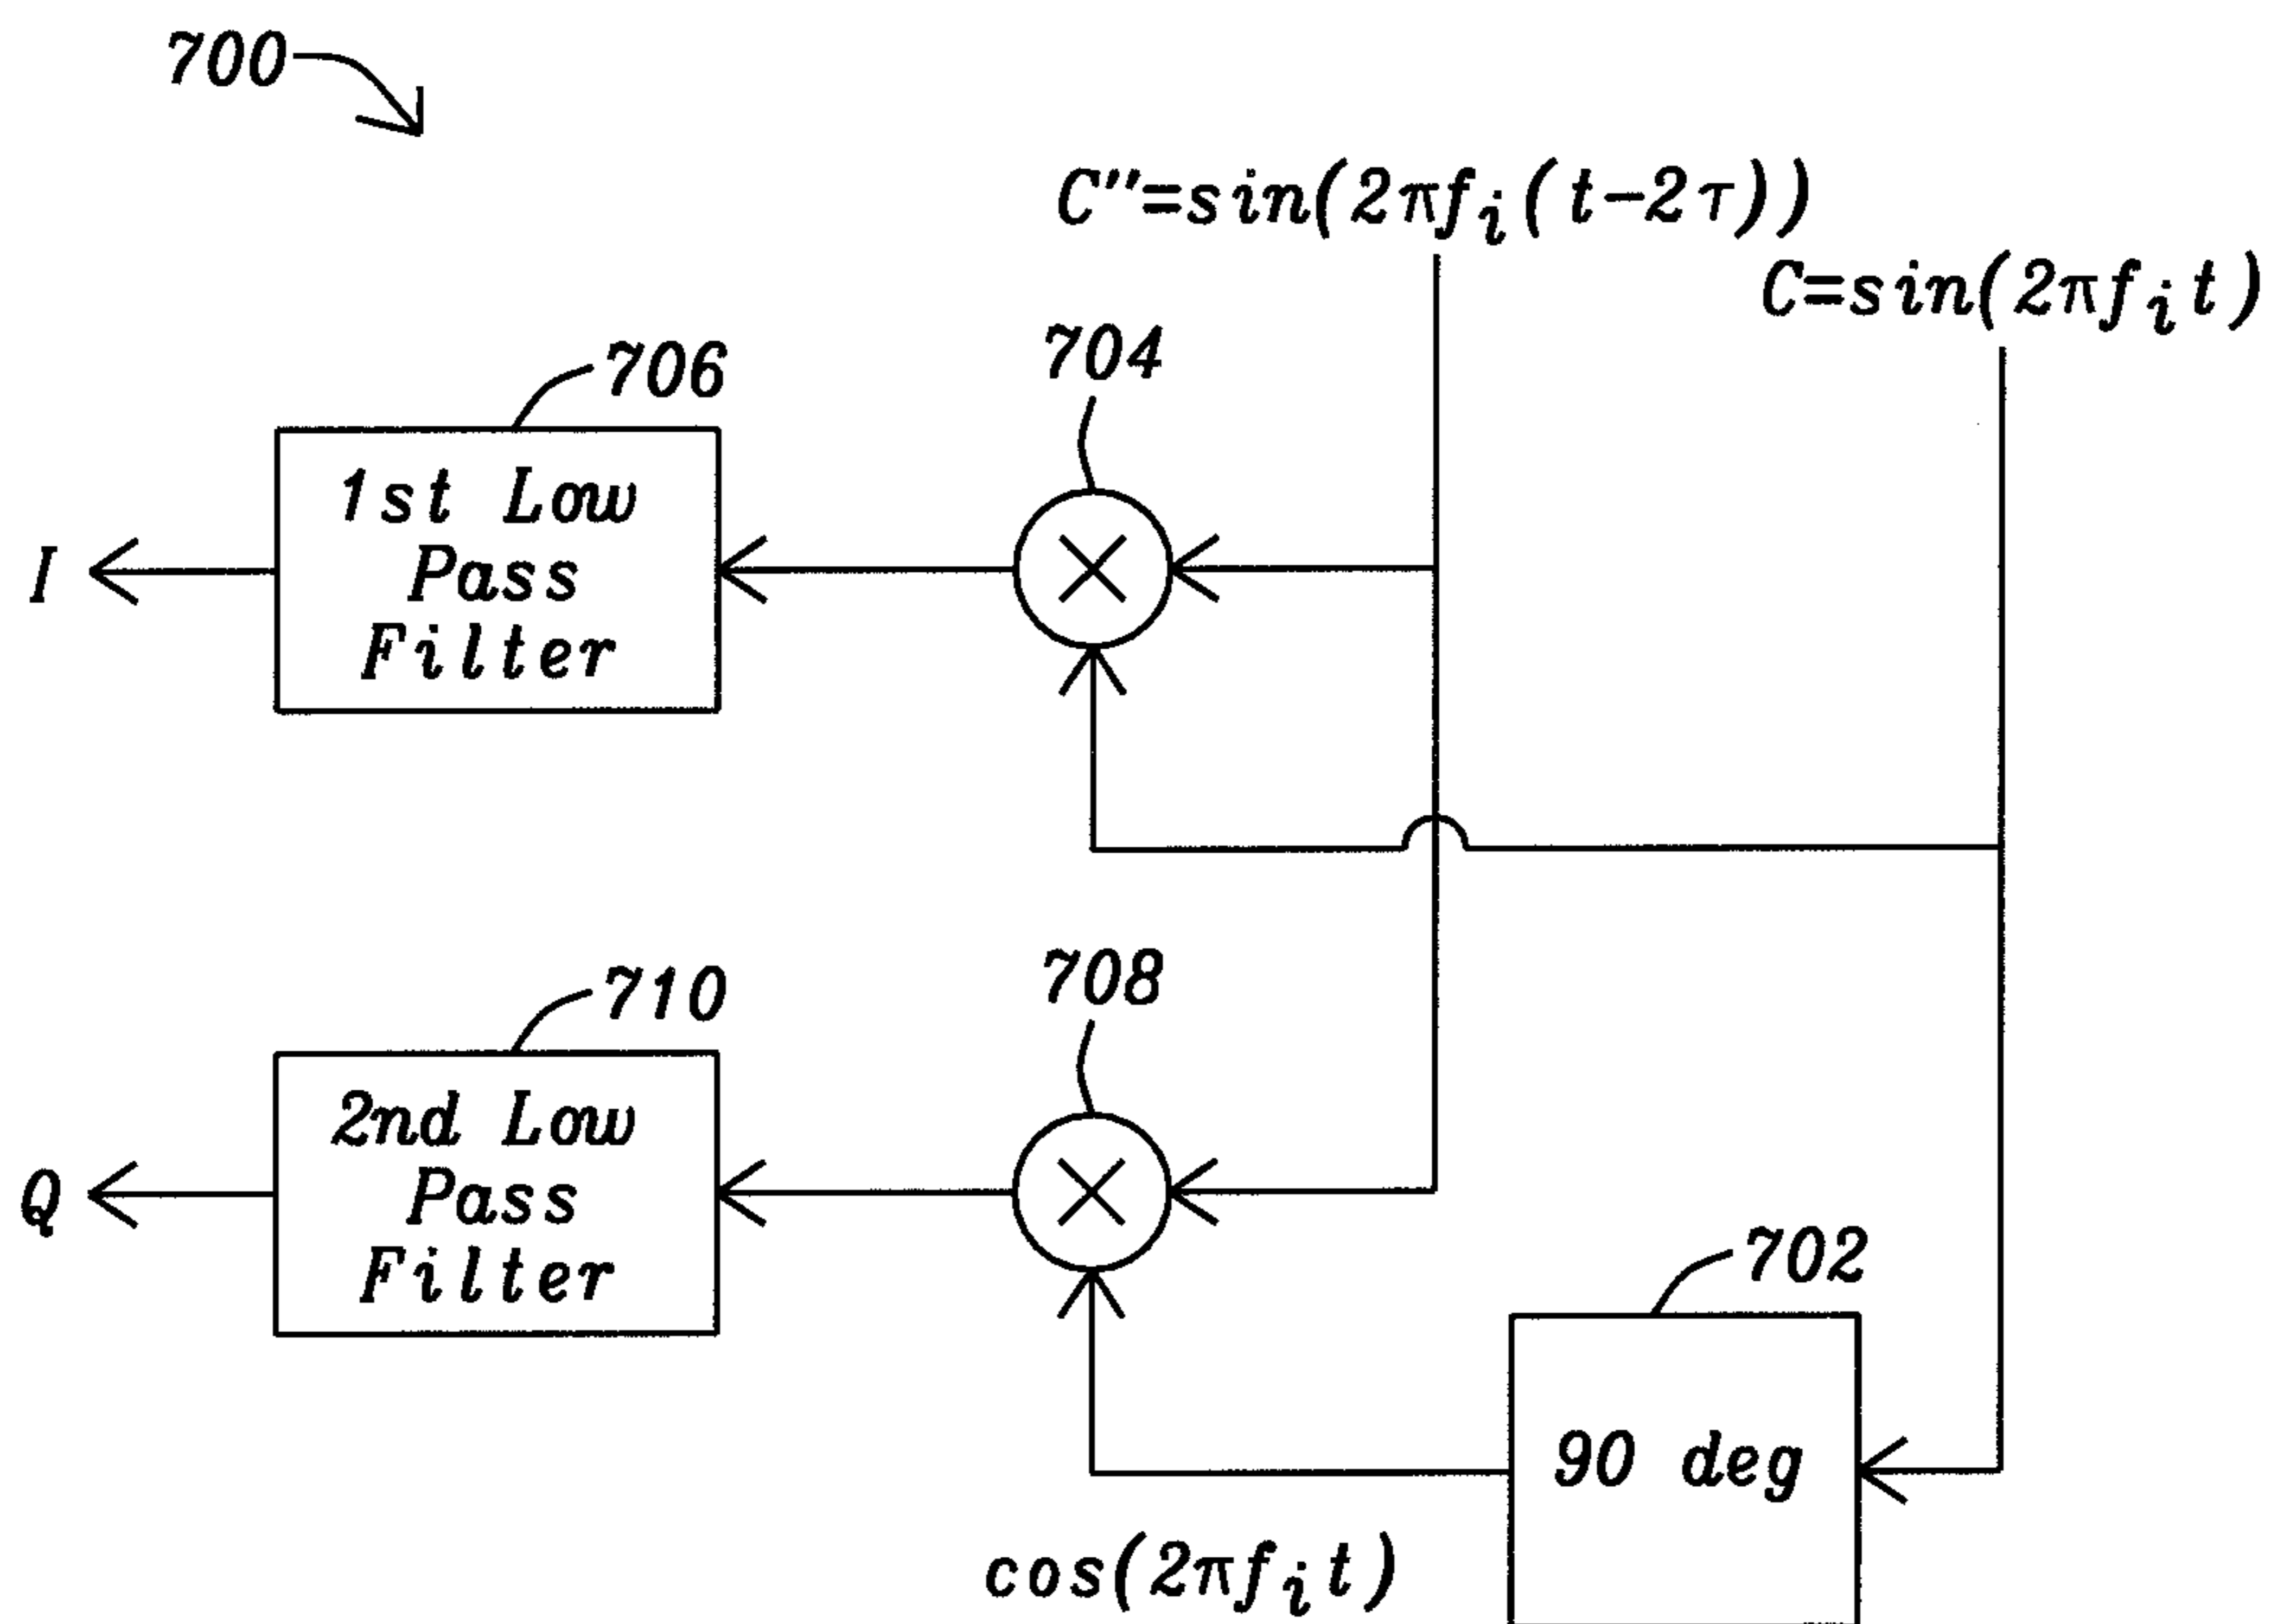 700
C"=sin(2πfᵢ(t-2τ))
C=sin(2πfᵢt)
704
706
1st Low
Pass
Filter
I
708
710
2nd Low
Pass
Filter
Q
702
90 deg
cos(2πfᵢt)